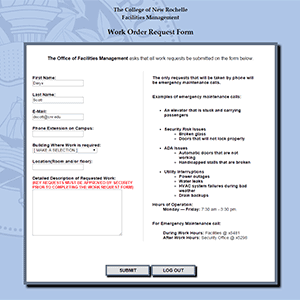 The College of New Rochelle
Facilities Management
Work Order Request Form
The Office of Facilities Management asks that all work requests be submitted on the form below
First Name:
Last Name:
Scott
E-Mail:
Phone Extension on Campus:
Building Where Work is required:
[ MAKE A SELECTION ]
Location(floor and/or floor):
Detailed Description of Requested Work:
(KEY REQUESTS MUST BE APPROVED BY SECURITY
PRIOR TO COMPLETING THE WORK REQUEST FORM)
The only requests that will be taken by phone will be
emergency maintenance calls.
Examples of emergency maintenance calls:
An elevator that is stuck and carrying
passengers
Security Risk Issues
Broken glass
Doors that will not lock properly
ADA Issues
Automatic doors that are not
working
Handicapped stalls that are broken
Utility Interruptions
Power outages
Water leaks
HVAC system failures during bad
weather
Drain backups
Hours of Operation:
Monday — Friday: 7:30 am - 3:30 pm
For Emergency Maintenance call:
During Work Hours: Facilities @ x5481
After Work Hours: Security Office @ x5298
SUBMIT
LOG OUT